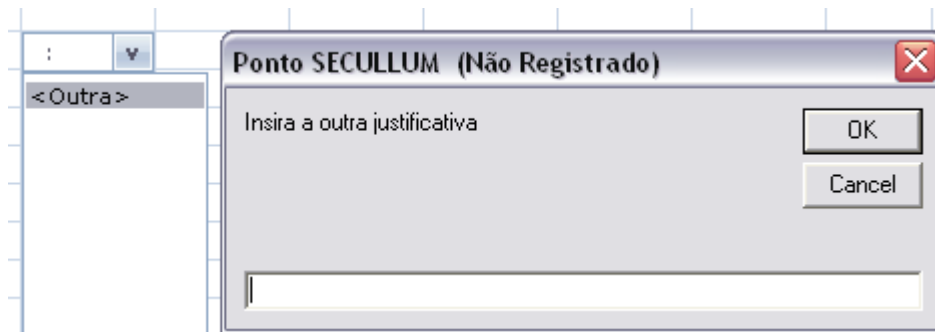 :
v
<Outra>
Ponto SECULLUM (Não Registrado)
Insira a outra justificativa
OK
Cancel